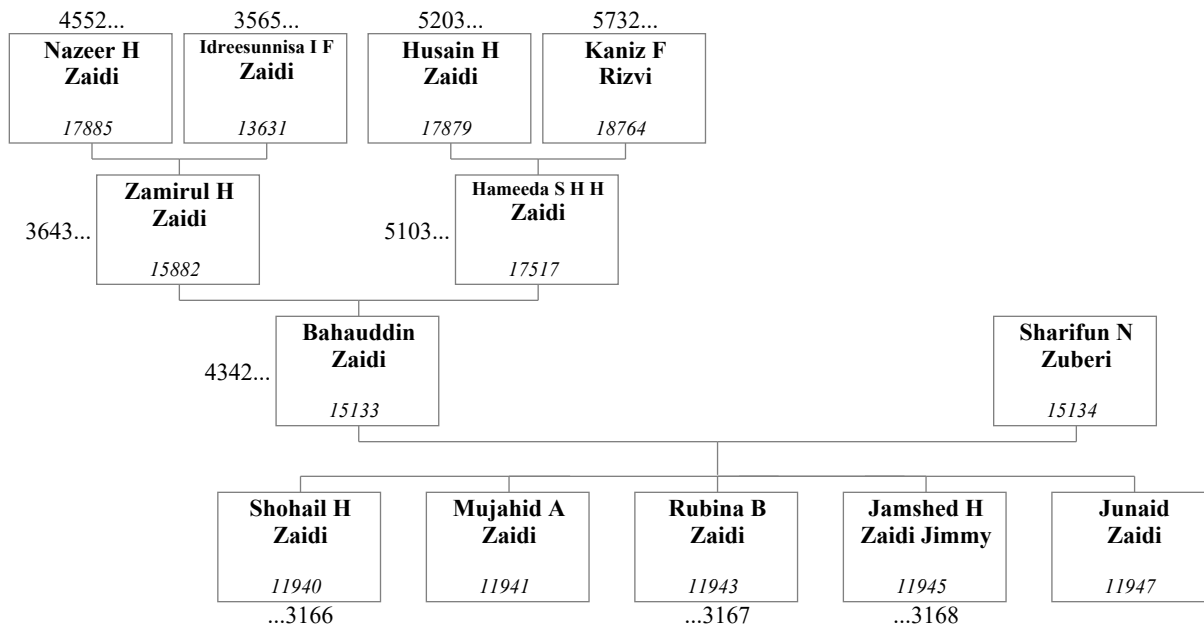 4552...
3565...
5203...
5732...
Nazeer H
Zaidi
17885
Idreesunnisa I F
Zaidi
13631
Husain H
Zaidi
17879
Kaniz F
Rizvi
18764
3643...
Zamirul H
Zaidi
15882
5103...
Hameeda S H H
Zaidi
17517
4342...
Bahauddin
Zaidi
15133
Sharifun N
Zuberi
15134
Shohail H
Zaidi
11940
...3166
Mujahid A
Zaidi
11941
Rubina B
Zaidi
11943
...3167
Jamshed H
Zaidi Jimmy
11945
...3168
Junaid
Zaidi
11947